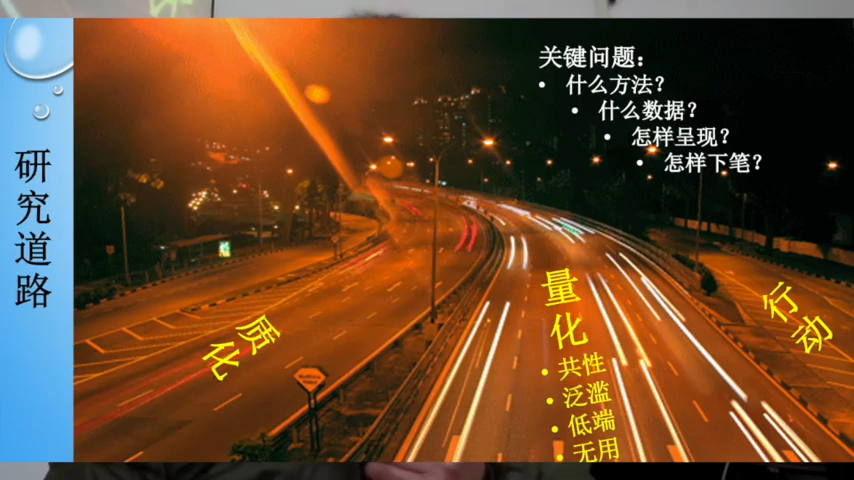 研究道路
关键问题：
• 什么方法？
• 什么数据？
• 怎样呈现？
• 怎样下笔？
质化
量化
• 共性
• 泛滥
• 低端
• 无用
行动